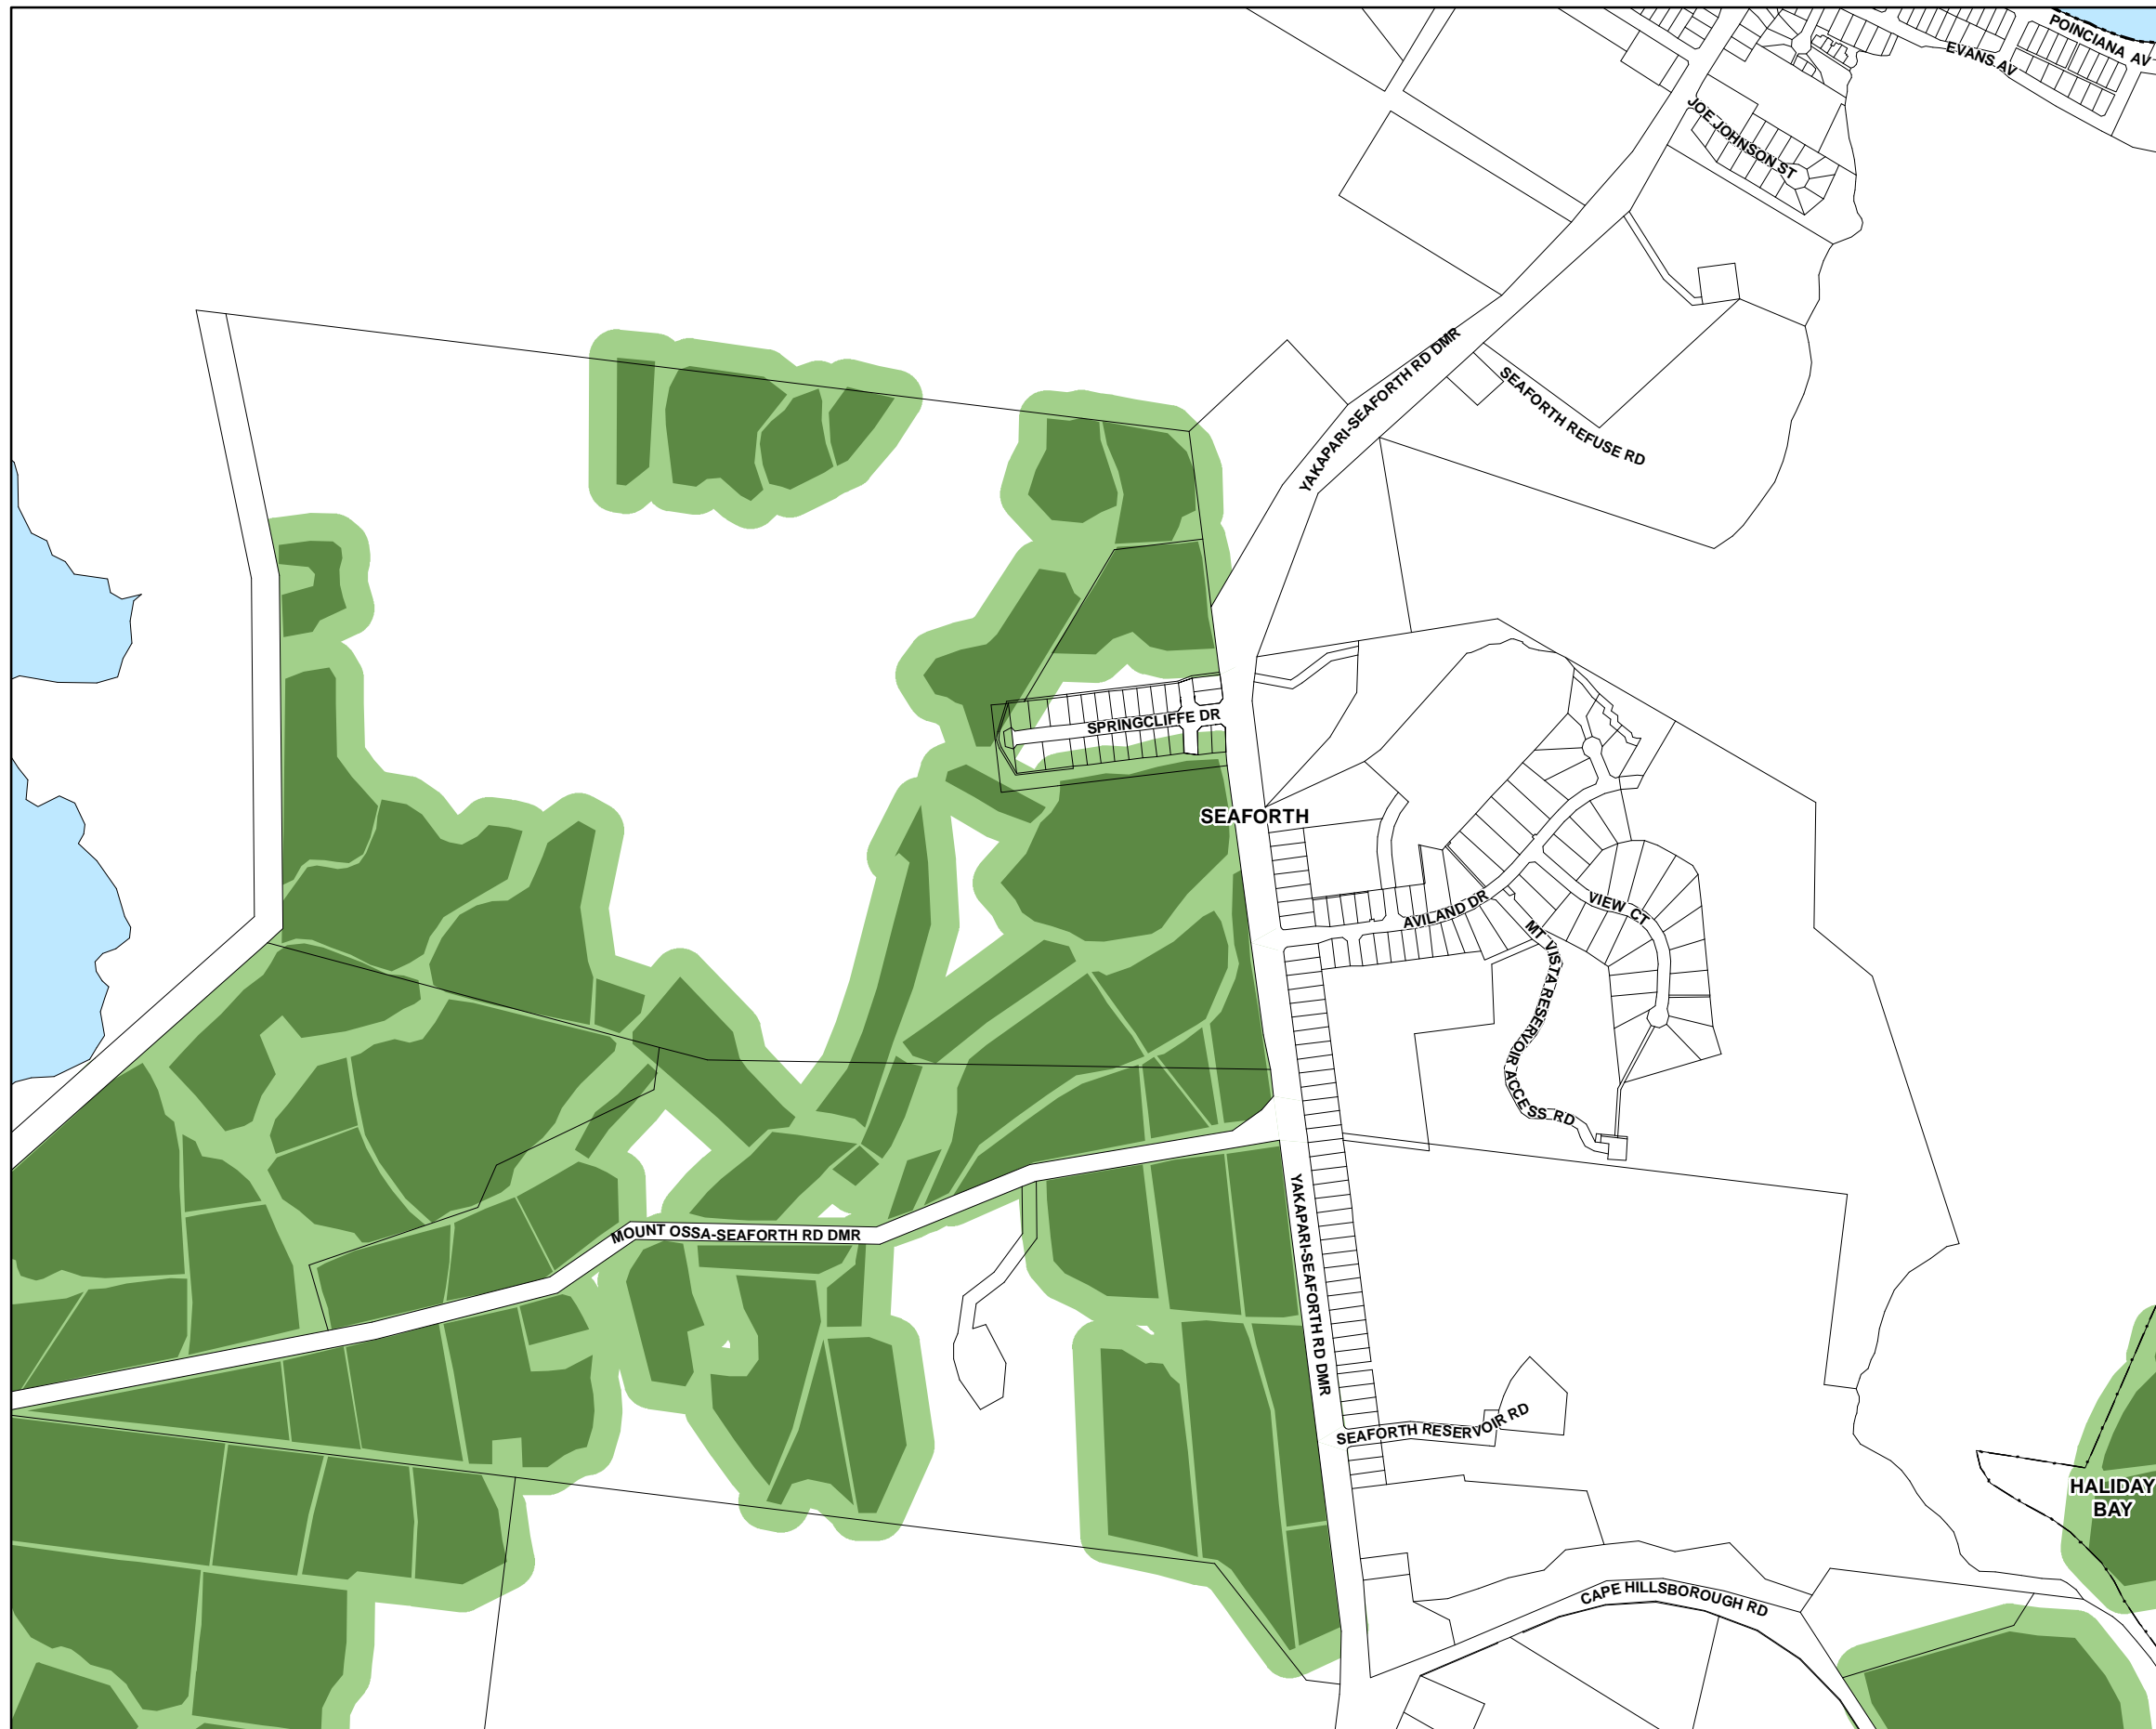 POINCIANA AV
EVANS AV
JOE JOHNSON ST
YAKAPARI-SEAFORTH RD DMR
SEAFORTH REFUSE RD
SPRINGCLIFFE DR
SEAFORTH
AVILAND DR
VIEW CT
MT VISTA RESERVOIR ACCESS RD
MOUNT OSSA-SEAFORTH RD DMR
YAKAPARI-SEAFORTH RD DMR
SEAFORTH RESERVOIR RD
HALIDAY
BAY
CAPE HILLSBOROUGH RD